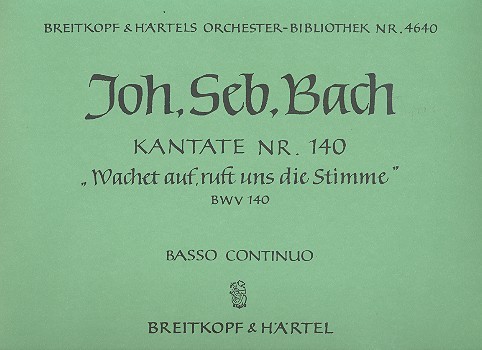 BREITKOPF & HÄRTELS ORCHESTER-BIBLIOTHEK NR. 4640
Joh. Seb. Bach
KANTATE NR. 140
„Wachet auf, ruft uns die Stimme"
BWV 140
BASSO CONTINUO
BREITKOPF & HÄRTEL